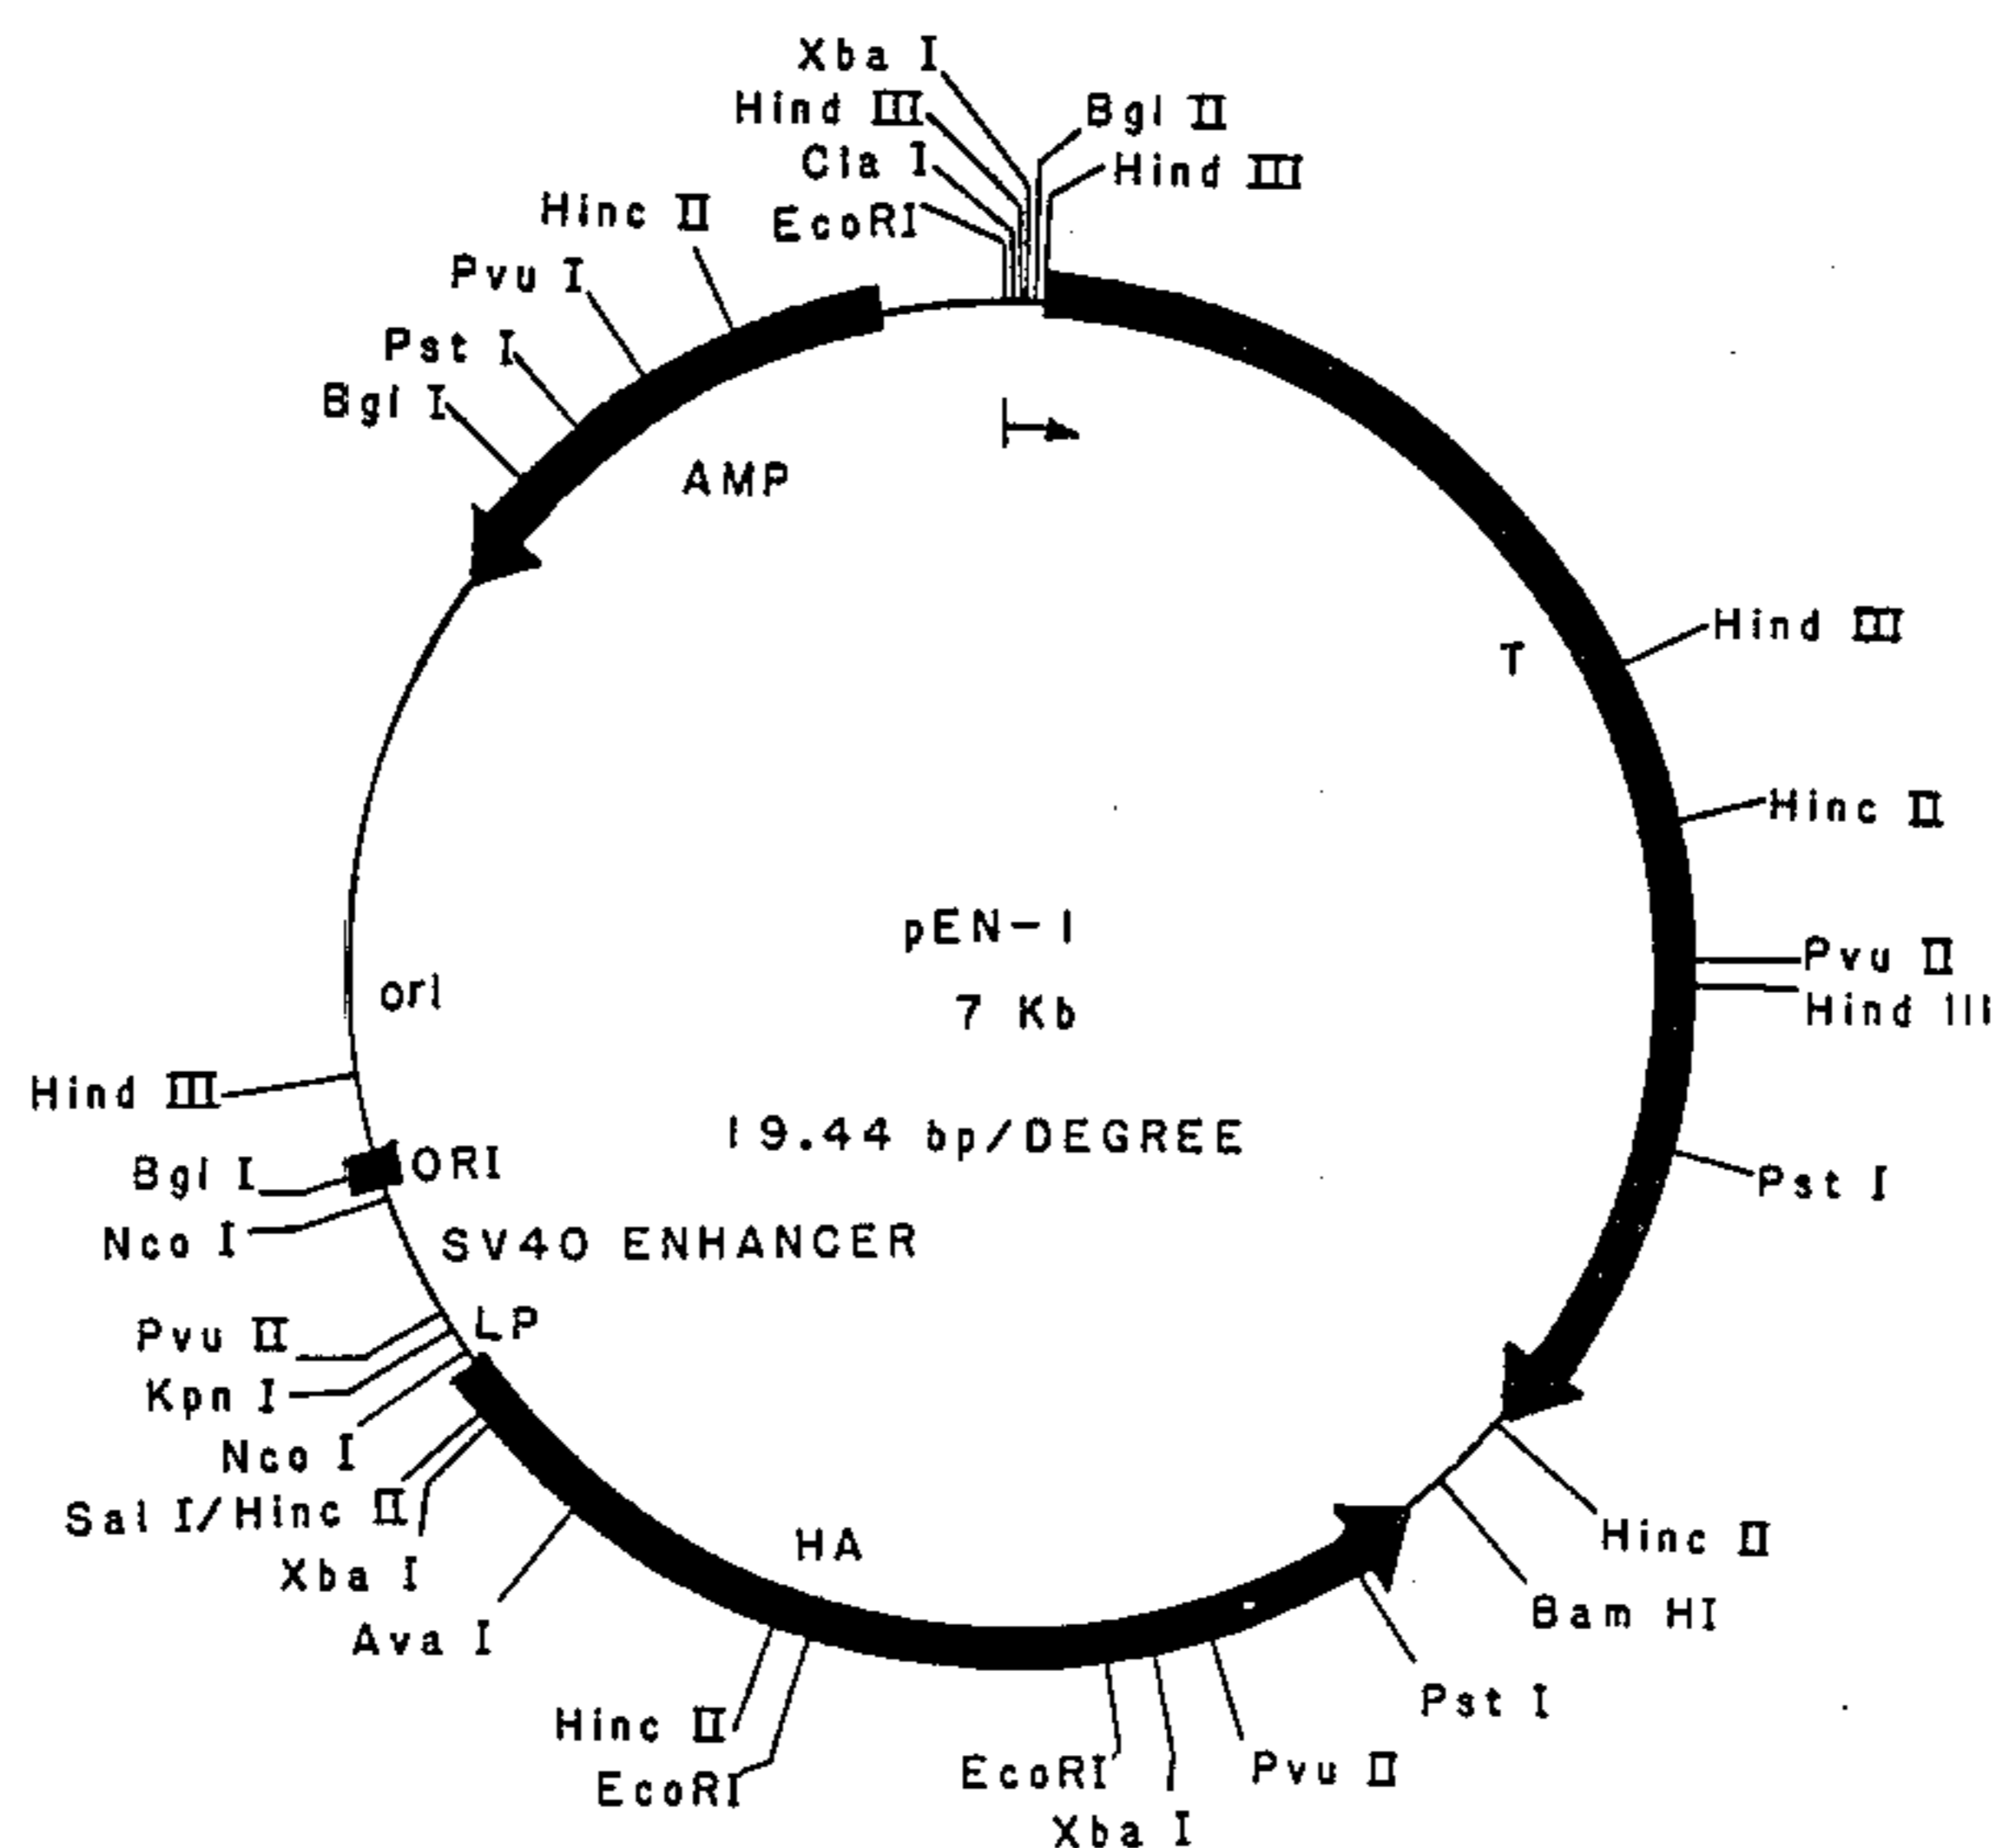 Xba I
Hind III
Bgl II
Cla I
Hind III
Hinc II
EcoRI
Pvu I
Pst I
Bgl I
AMP
Hind III
T
Hinc II
pEN-1
Pvu II
ori
7 Kb
Hind III
Hind III
19.44 bp/DEGREE
Bgl I
ORI
Pst I
Nco I
SV40 ENHANCER
LP
Pvu II
Kpn I
Nco I
Sal I/Hinc II
HA
Hinc II
Xba I
Bam HI
Ava I
Pst I
Hinc II
EcoRI
EcoRI
Pvu II
Xba I